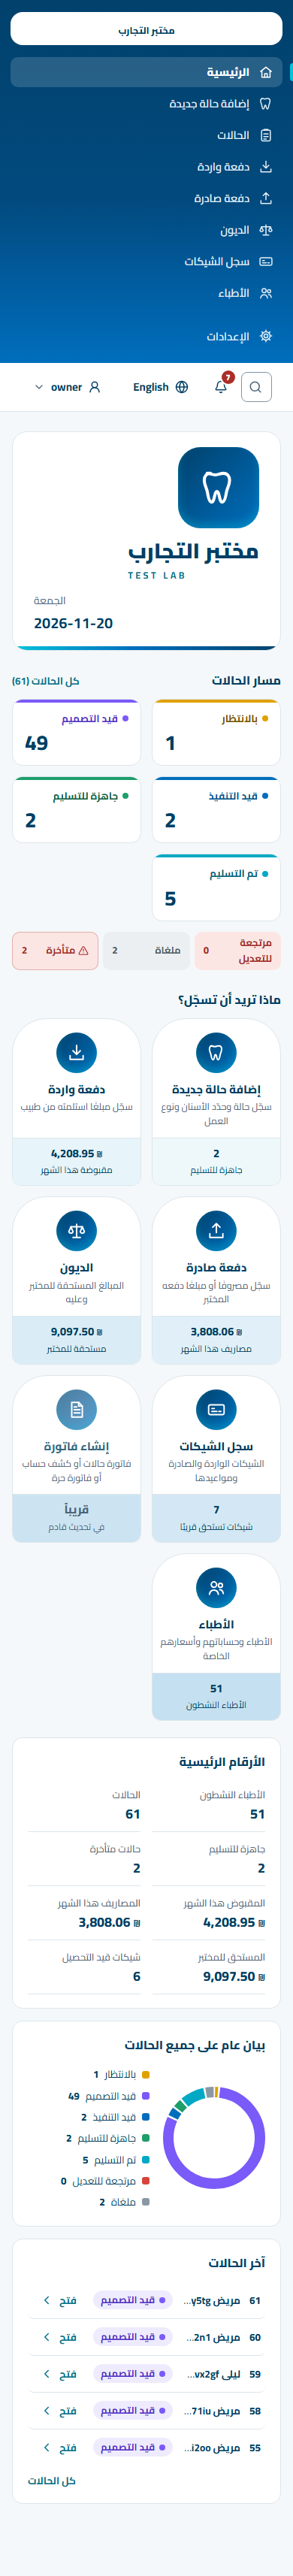 مختبر التجارب
الرئيسية
إضافة حالة جديدة
الحالات
دفعة واردة
دفعة صادرة
الديون
سجل الشيكات
الأطباء
الإعدادات
7
English
owner
مختبر التجارب
TEST LAB
الجمعة
2026-11-20
مسار الحالات
كل الحالات (61)
بالانتظار
1
قيد التصميم
49
قيد التنفيذ
2
جاهزة للتسليم
2
تم التسليم
5
مرتجعة للتعديل
0
ملغاة
2
متأخرة
2
ماذا تريد أن تسجّل؟
إضافة حالة جديدة
سجّل حالة وحدّد الأسنان ونوع
العمل
2
جاهزة للتسليم
دفعة واردة
سجّل مبلغا استلمته من طبيب
₪ 4,208.95
مقبوضة هذا الشهر
دفعة صادرة
سجّل مصروفا أو مبلغا دفعه
المختبر
₪ 3,808.06
مصاريف هذا الشهر
الديون
المبالغ المستحقة للمختبر
وعليه
₪ 9,097.50
مستحقة للمختبر
سجل الشيكات
الشيكات الواردة والصادرة
ومواعيدها
7
شيكات تستحق قريبًا
إنشاء فاتورة
فاتورة حالات أو كشف حساب
أو فاتورة حرة
قريباً
في تحديث قادم
الأطباء
الأطباء وحساباتهم وأسعارهم
الخاصة
51
الأطباء النشطون
الأرقام الرئيسية
الأطباء النشطون
51
الحالات
61
جاهزة للتسليم
2
حالات متأخرة
2
المقبوض هذا الشهر
₪ 4,208.95
المصاريف هذا الشهر
₪ 3,808.06
المستحق للمختبر
₪ 9,097.50
شيكات قيد التحصيل
6
بيان عام على جميع الحالات
بالانتظار 1
قيد التصميم 49
قيد التنفيذ 2
جاهزة للتسليم 2
تم التسليم 5
مرتجعة للتعديل 0
ملغاة 2
آخر الحالات
61 مريض y5tg... قيد التصميم فتح
60 مريض 2n1... قيد التصميم فتح
59 ليلى vx2gf... قيد التصميم فتح
58 مريض 71iu... قيد التصميم فتح
55 مريض i2oo... قيد التصميم فتح
كل الحالات